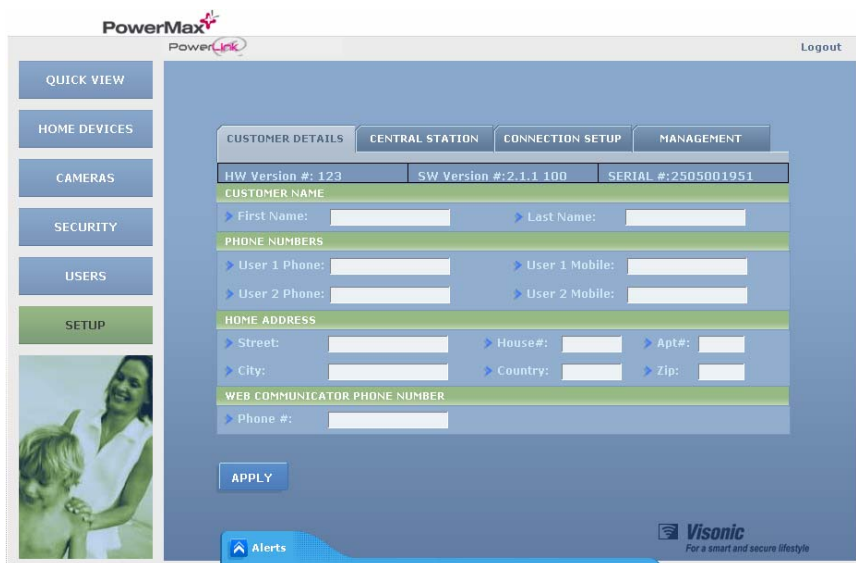 PowerMax
PowerLink
Logout
QUICK VIEW
HOME DEVICES
CAMERAS
SECURITY
USERS
SETUP
CUSTOMER DETAILS CENTRAL STATION CONNECTION SETUP MANAGEMENT
HW Version #: 123 SW Version #:2.1.1 100 SERIAL #:2505001951
CUSTOMER NAME
First Name: Last Name:
PHONE NUMBERS
User 1 Phone: User 1 Mobile:
User 2 Phone: User 2 Mobile:
HOME ADDRESS
Street: House#: Apt#:
City: Country: Zip:
WEB COMMUNICATOR PHONE NUMBER
Phone #:
APPLY
Alerts
Visonic
For a smart and secure lifestyle